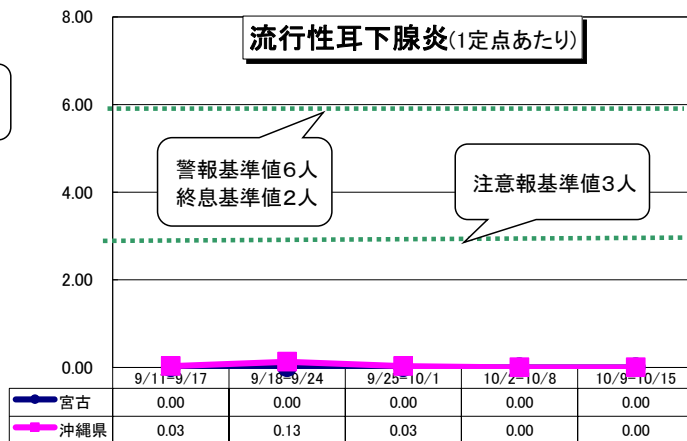 8.00
流行性耳下腺炎(1定点あたり)
6.00
警報基準値6人
終息基準値2人
注意報基準値3人
4.00
2.00
0.00
9/11-9/17 9/18-9/24 9/25-10/1 10/2-10/8 10/9-10/15
宮古 0.00 0.00 0.00 0.00 0.00
沖縄県 0.03 0.13 0.03 0.00 0.00